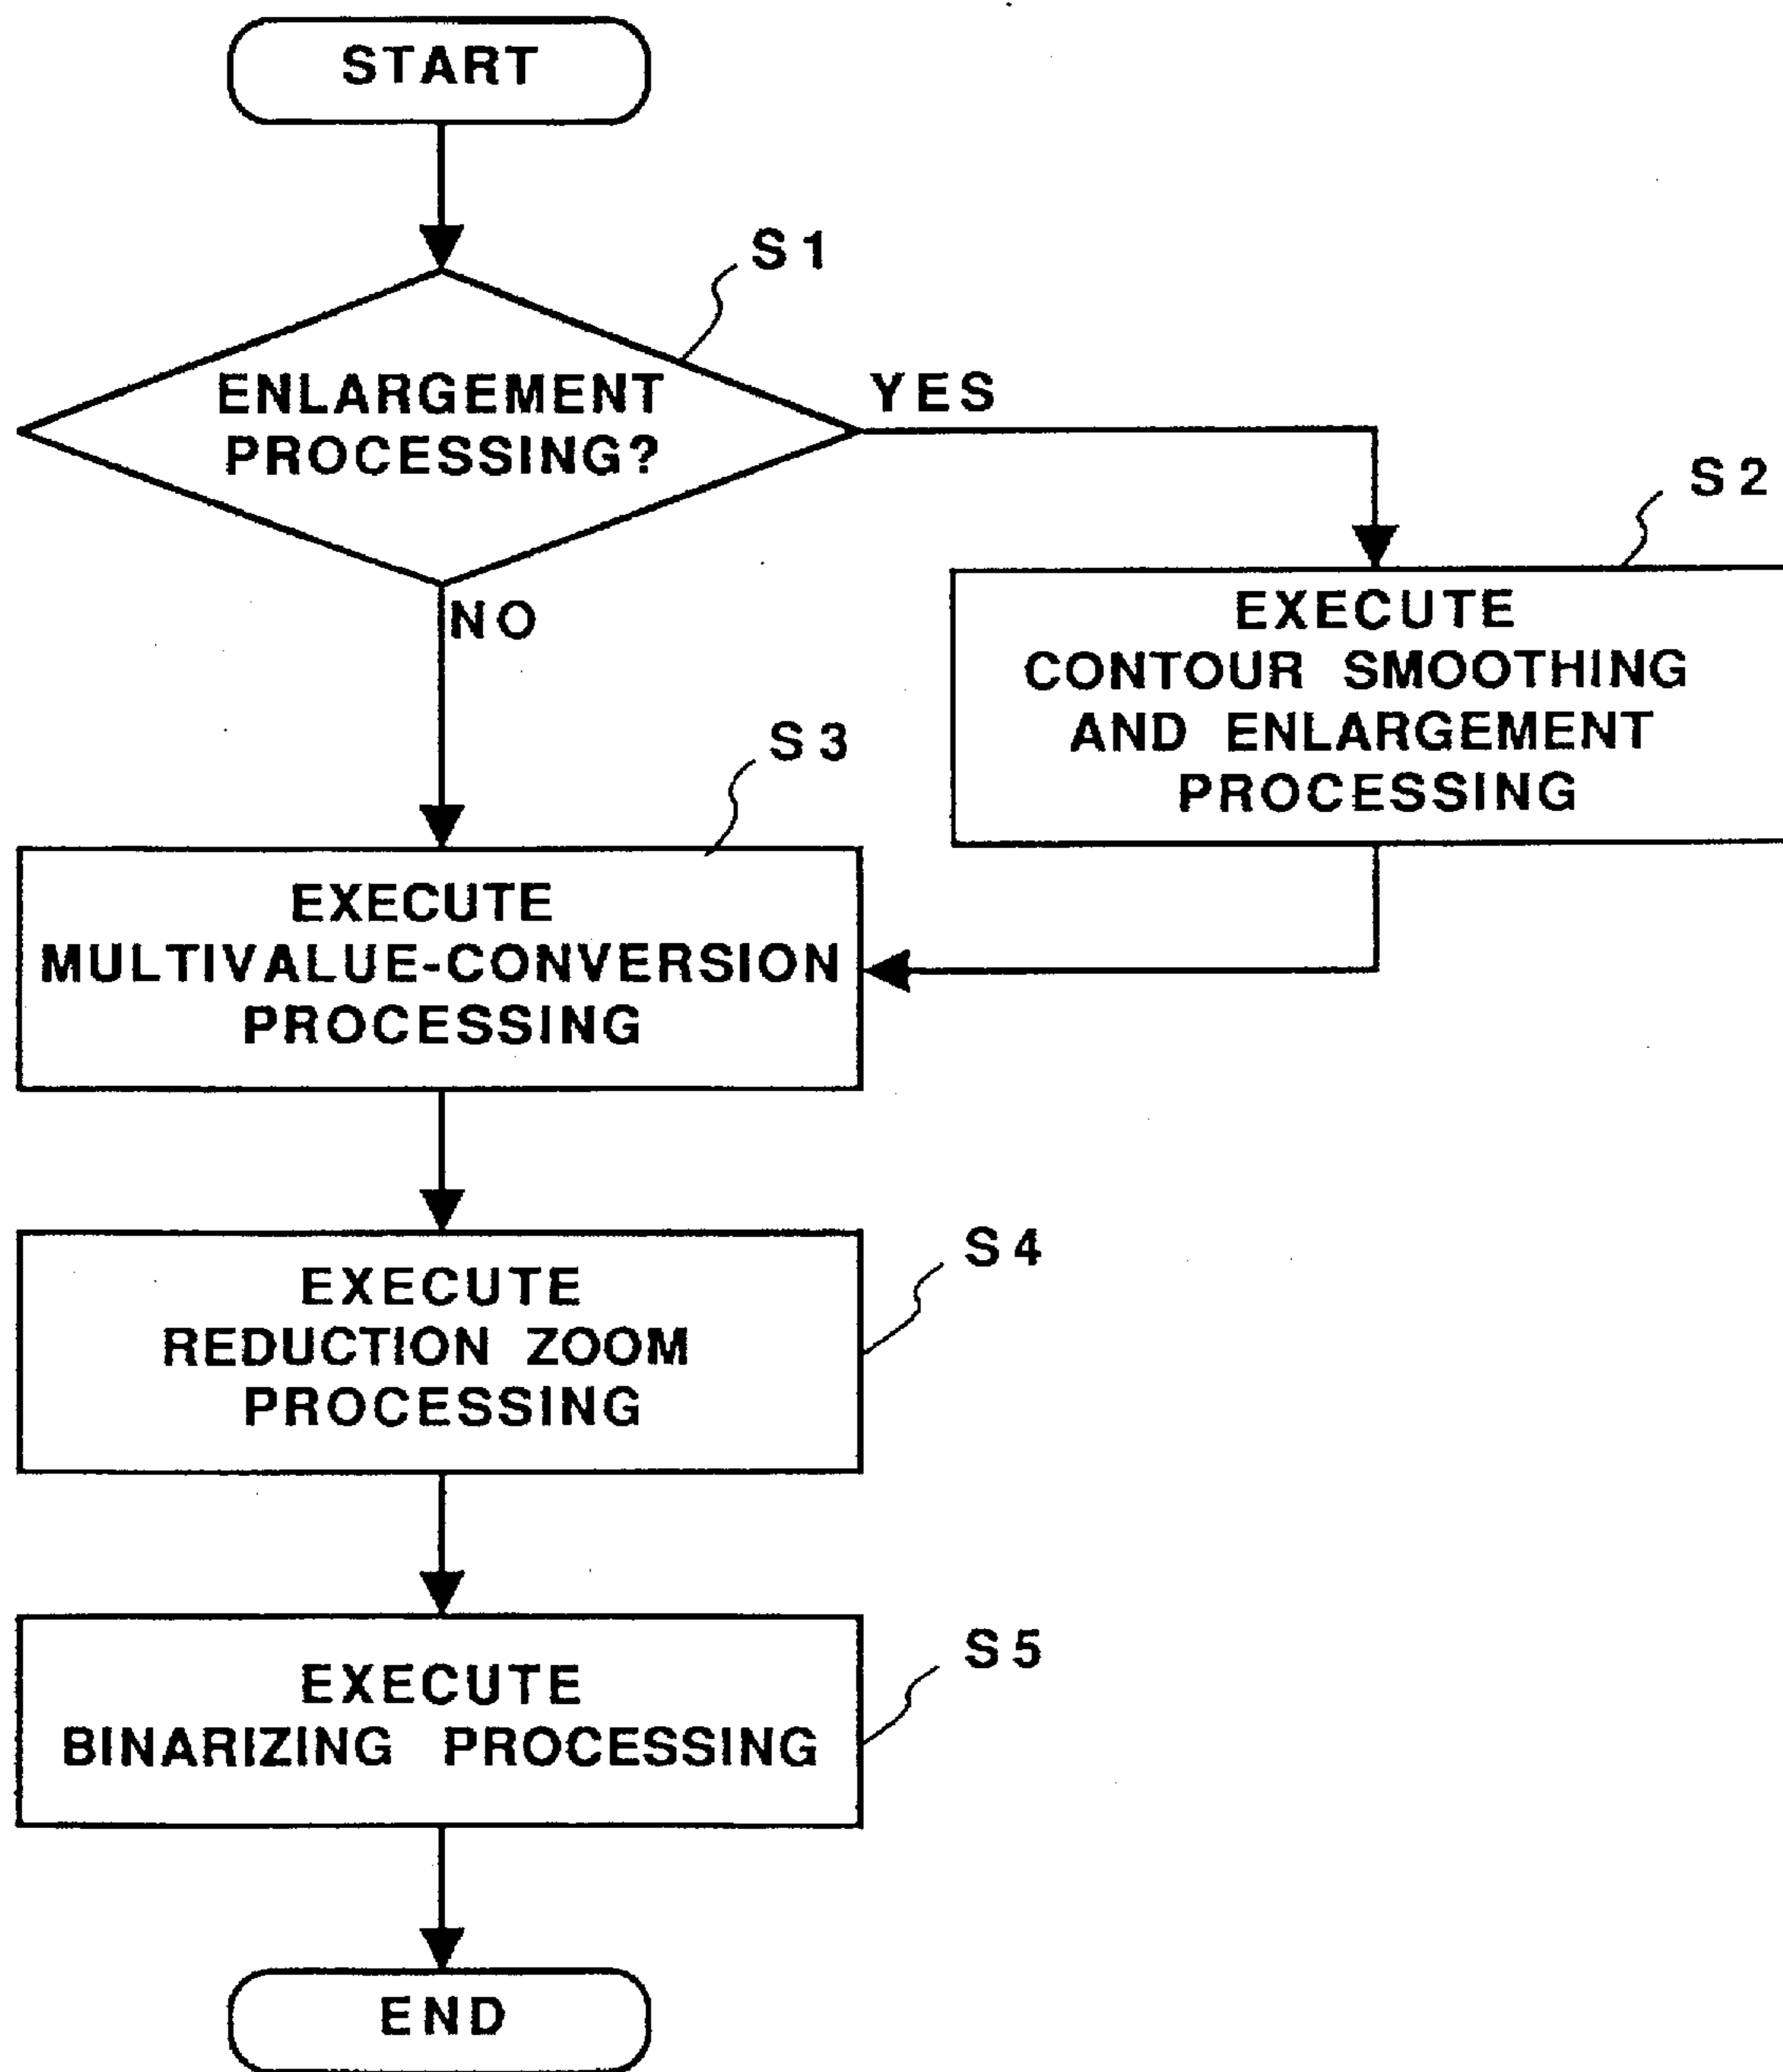 START
S1
ENLARGEMENT
PROCESSING?
YES
NO
S2
EXECUTE
CONTOUR SMOOTHING
AND ENLARGEMENT
PROCESSING
S3
EXECUTE
MULTIVALUE-CONVERSION
PROCESSING
S4
EXECUTE
REDUCTION ZOOM
PROCESSING
S5
EXECUTE
BINARIZING PROCESSING
END